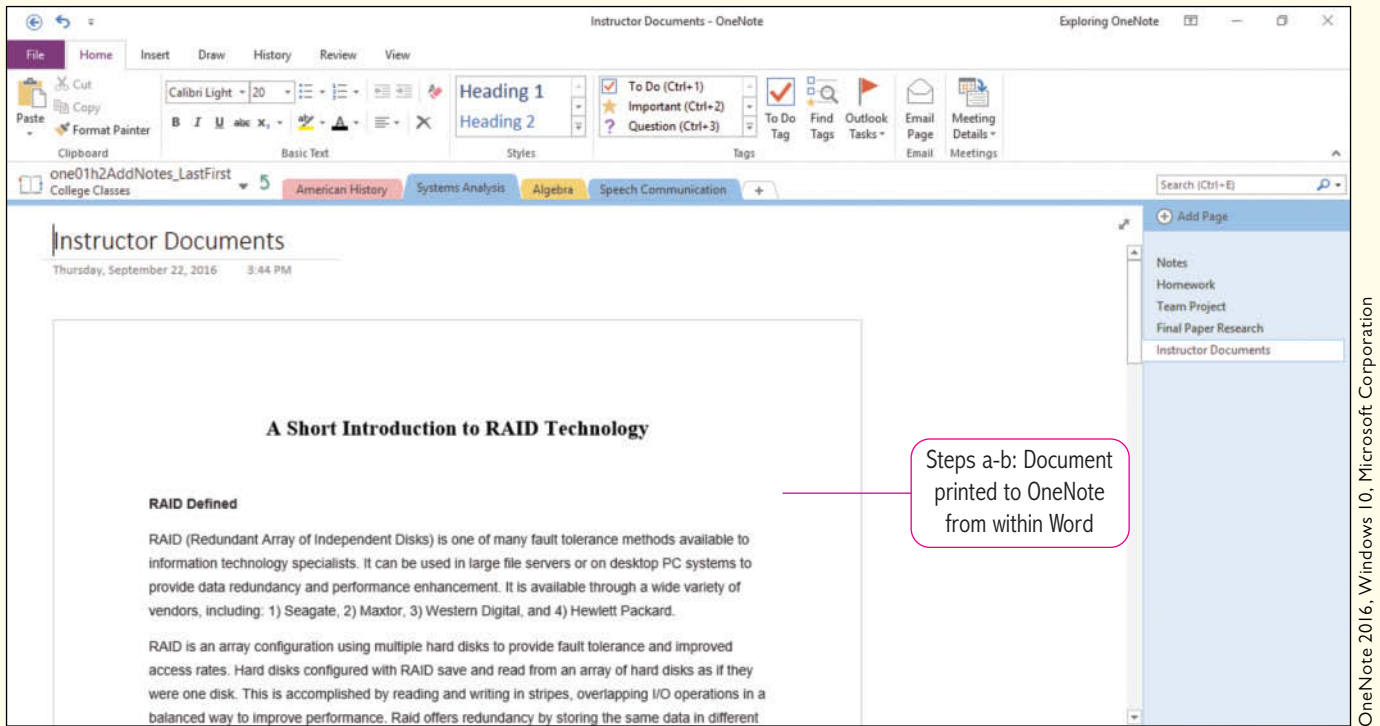 Instructor Documents - OneNote
Exploring OneNote
File Home Insert Draw History Review View
Paste
Cut
Copy
Format Painter
Clipboard
Calibri Light 20
B I U abc X,
Basic Text
Heading 1
Heading 2
Styles
To Do (Ctrl+1)
Important (Ctrl+2)
? Question (Ctrl+3)
To Do
Tag
Find
Tags
Outlook
Tasks
Tags
Email
Page
Email
Meeting
Details
Meetings
one01h2AddNotes_LastFirst
College Classes
5
American History
Systems Analysis
Algebra
Speech Communication
+
Search (Ctrl+E)
Add Page
Notes
Homework
Team Project
Final Paper Research
Instructor Documents
Instructor Documents
Thursday, September 22, 2016 3:44 PM
A Short Introduction to RAID Technology
RAID Defined
RAID (Redundant Array of Independent Disks) is one of many fault tolerance methods available to
information technology specialists. It can be used in large file servers or on desktop PC systems to
provide data redundancy and performance enhancement. It is available through a wide variety of
vendors, including: 1) Seagate, 2) Maxtor, 3) Western Digital, and 4) Hewlett Packard.
RAID is an array configuration using multiple hard disks to provide fault tolerance and improved
access rates. Hard disks configured with RAID save and read from an array of hard disks as if they
were one disk. This is accomplished by reading and writing in stripes, overlapping I/O operations in a
balanced way to improve performance. Raid offers redundancy by storing the same data in different
Steps a-b: Document
printed to OneNote
from within Word
OneNote 2016, Windows 10, Microsoft Corporation